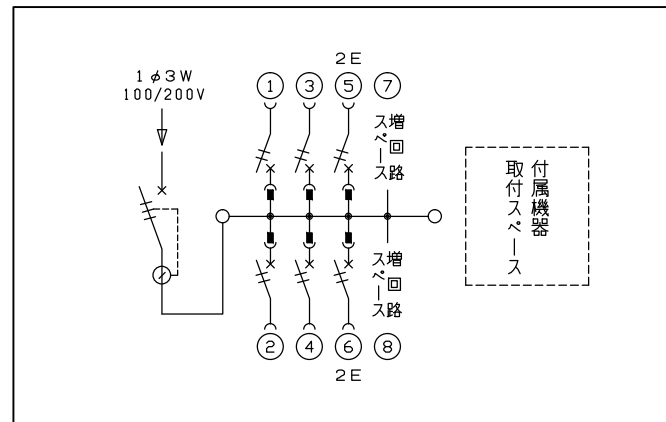 2E
1φ3W
100/200V
① ③ ⑤ ⑦
増回路
スペース
付属機器
取付スペース
増回路
スペース
② ④ ⑥ ⑧
2E